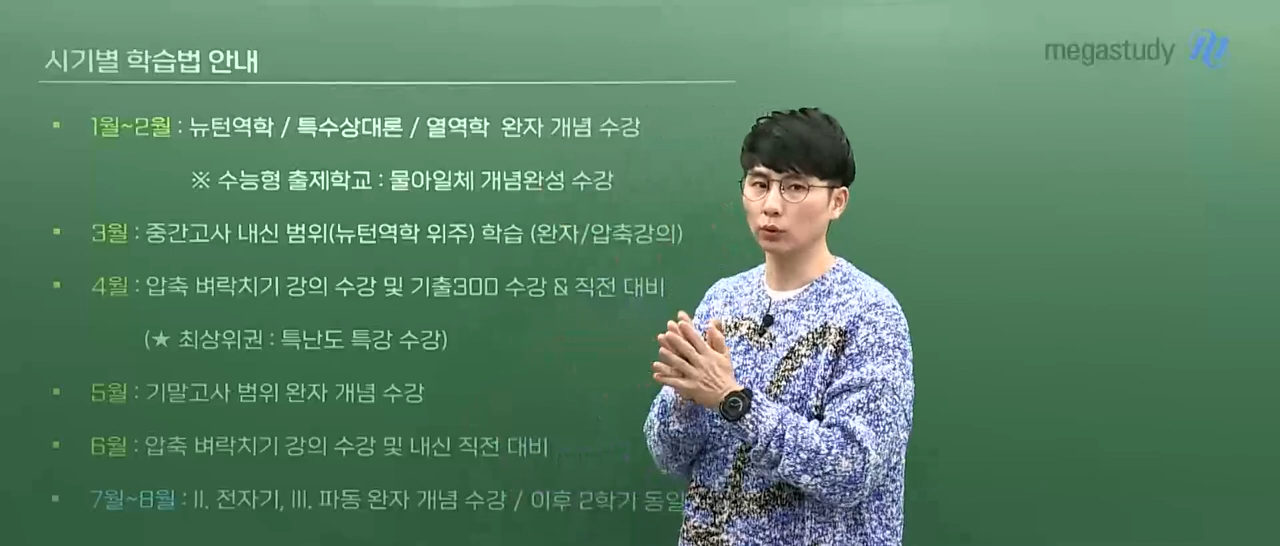 시기별 학습법 안내
megastudy M
1월~2월 : 뉴턴역학 / 특수상대론 / 열역학 완자 개념 수강
※ 수능형 출제학교 : 물아일체 개념완성 수강
3월 : 중간고사 내신 범위(뉴턴역학 위주) 학습 (완자/압축강의)
4월 : 압축 벼락치기 강의 수강 및 기출300 수강 & 직전 대비
(★ 최상위권 : 특난도 특강 수강)
5월 : 기말고사 범위 완자 개념 수강
6월 : 압축 벼락치기 강의 수강 및 내신 직전 대비
7월~8월 : II. 전자기, III. 파동 완자 개념 수강 / 이후 2학기 동일